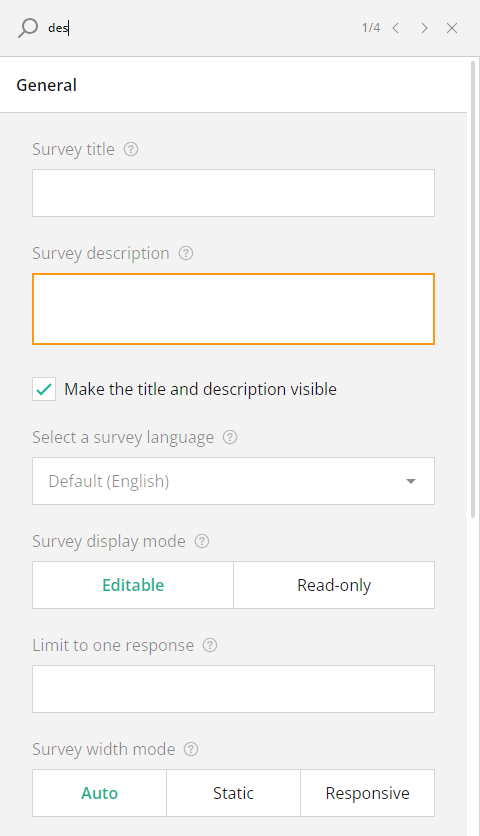 des 1/4
General
Survey title
Survey description
Make the title and description visible
Select a survey language
Default (English)
Survey display mode
Editable Read-only
Limit to one response
Survey width mode
Auto Static Responsive